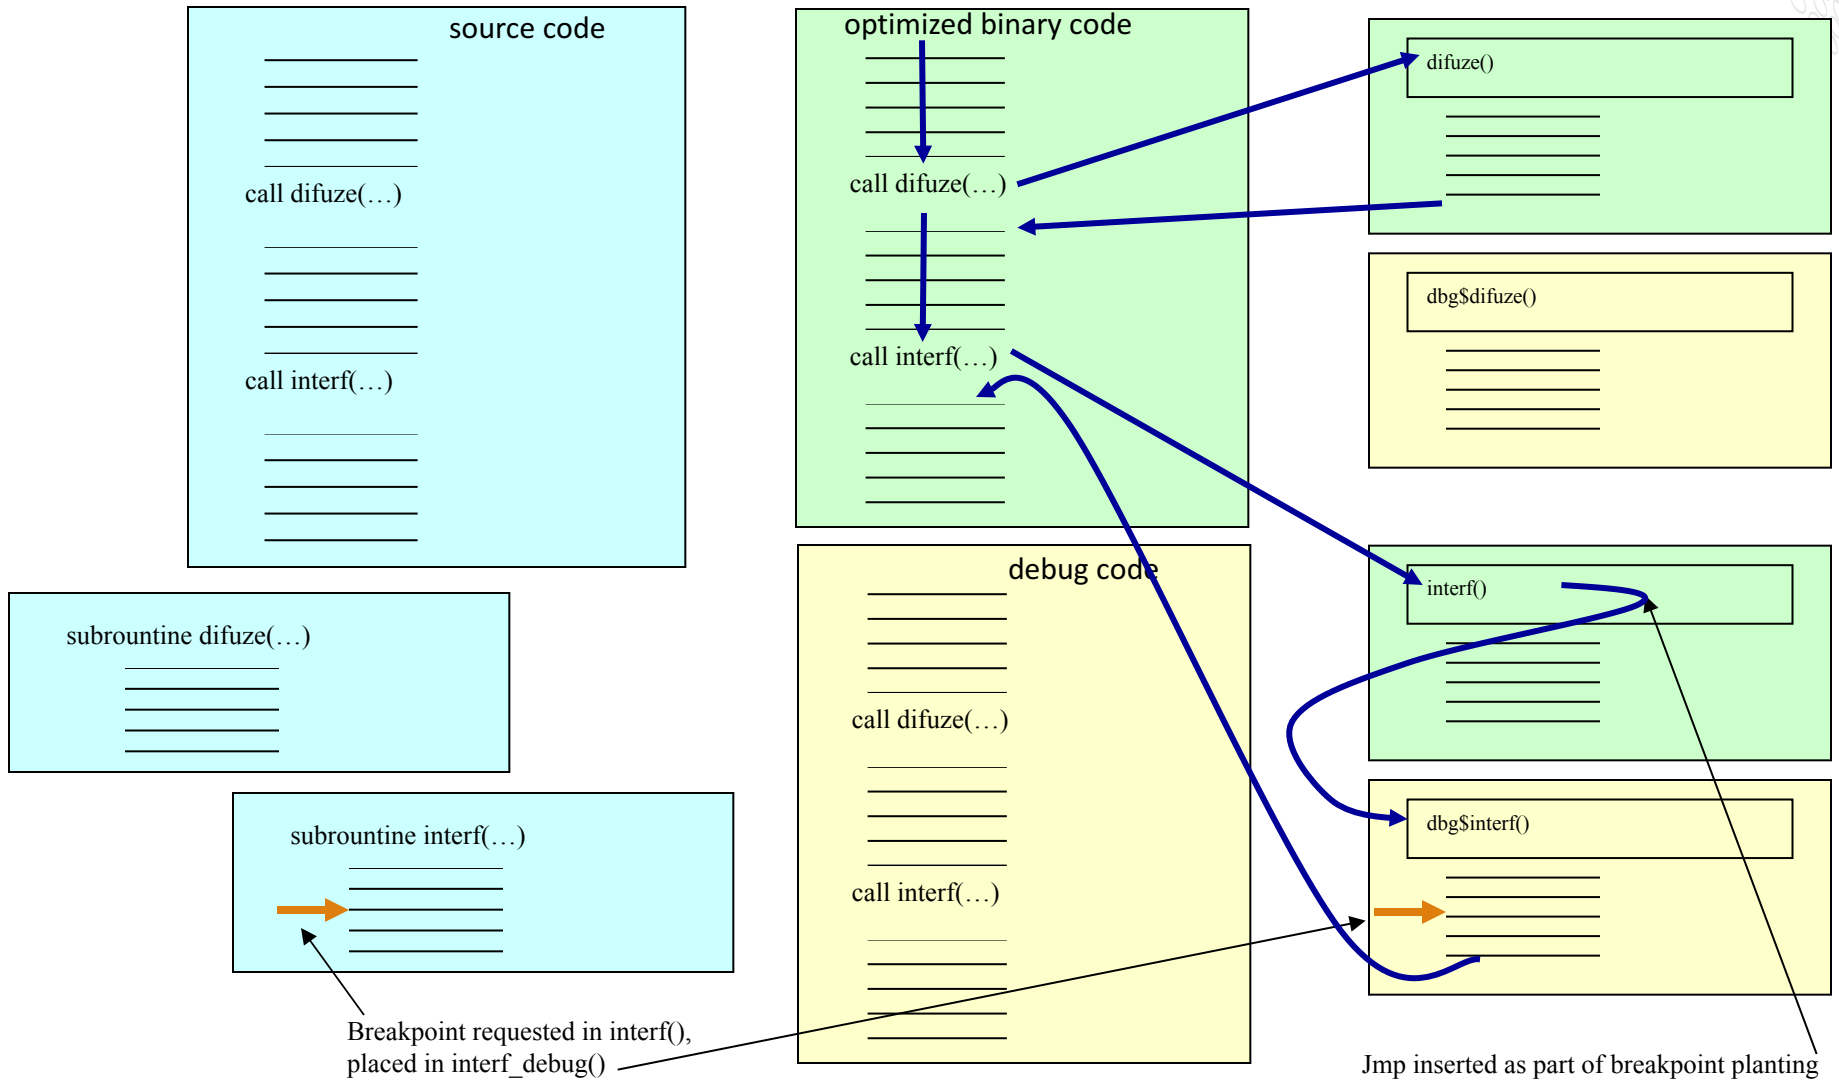 source code
call difuze(…)
call interf(…)
subrountine difuze(…)
subrountine interf(…)
Breakpoint requested in interf(),
placed in interf_debug()
optimized binary code
call difuze(…)
call interf(…)
debug code
call difuze(…)
call interf(…)
difuze()
dbg$difuze()
interf()
dbg$interf()
Jmp inserted as part of breakpoint planting